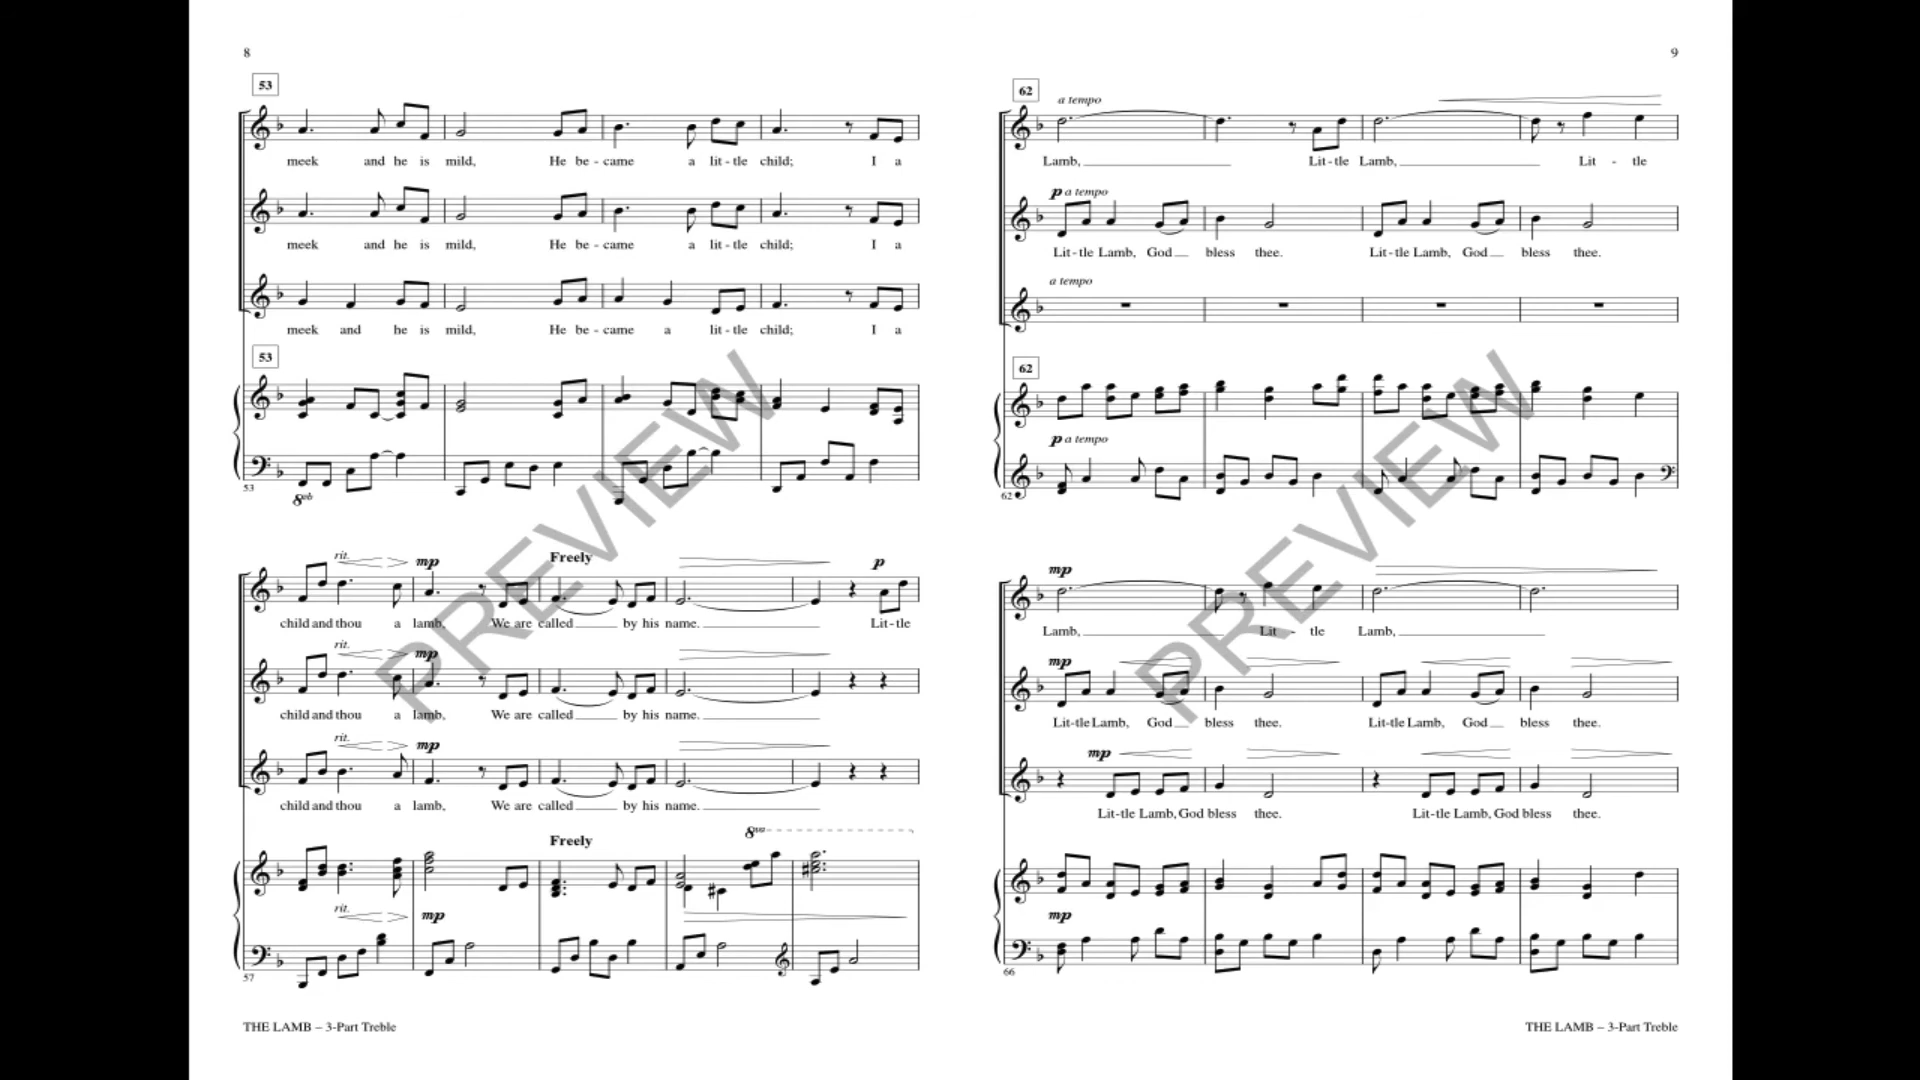 8
53
meek and he is mild, He be - came a lit - tle child; I a
meek and he is mild, He be - came a lit - tle child; I a
meek and he is mild, He be - came a lit - tle child; I a
53
53
8vb
rit. mp Freely p
child and thou a lamb, We are called by his name. Lit - tle
rit. mp
child and thou a lamb, We are called by his name.
rit. mp
child and thou a lamb, We are called by his name.
Freely 8va
rit. mp
57
THE LAMB – 3-Part Treble
9
62
a tempo
Lamb, Lit - tle Lamb, Lit - tle
p a tempo
Lit - tle Lamb, God bless thee. Lit - tle Lamb, God bless thee.
a tempo
62
p a tempo
62
mp
Lamb, Lit - tle Lamb,
mp
Lit-tle Lamb, God bless thee. Lit-tle Lamb, God bless thee.
mp
Lit-tle Lamb, God bless thee. Lit-tle Lamb, God bless thee.
mp
66
THE LAMB – 3-Part Treble
PREVIEW
PREVIEW